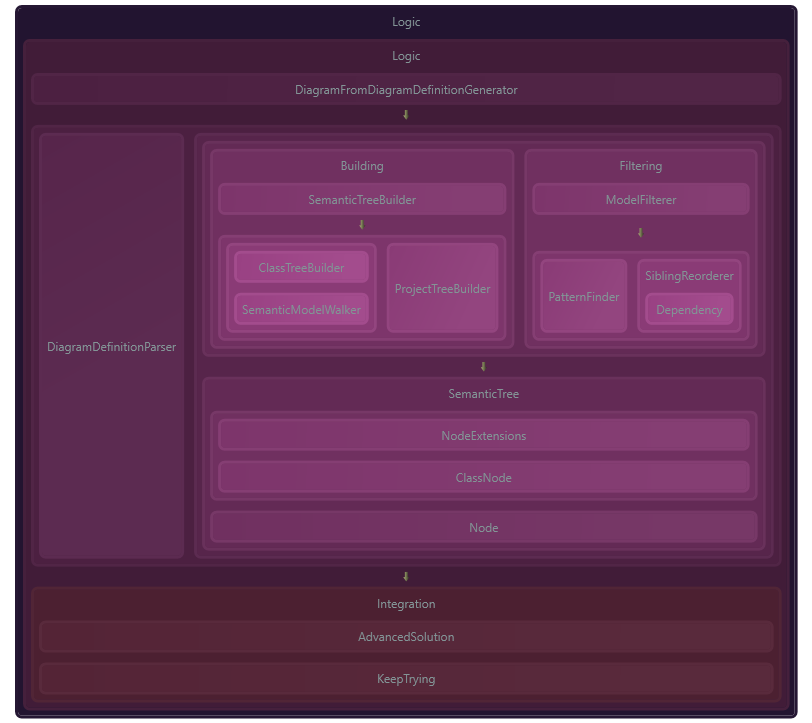 Logic
Logic
DiagramFromDiagramDefinitionGenerator
DiagramDefinitionParser
Building
SemanticTreeBuilder
ClassTreeBuilder
SemanticModelWalker
ProjectTreeBuilder
Filtering
ModelFilterer
PatternFinder
SiblingReorderer
Dependency
SemanticTree
NodeExtensions
ClassNode
Node
Integration
AdvancedSolution
KeepTrying